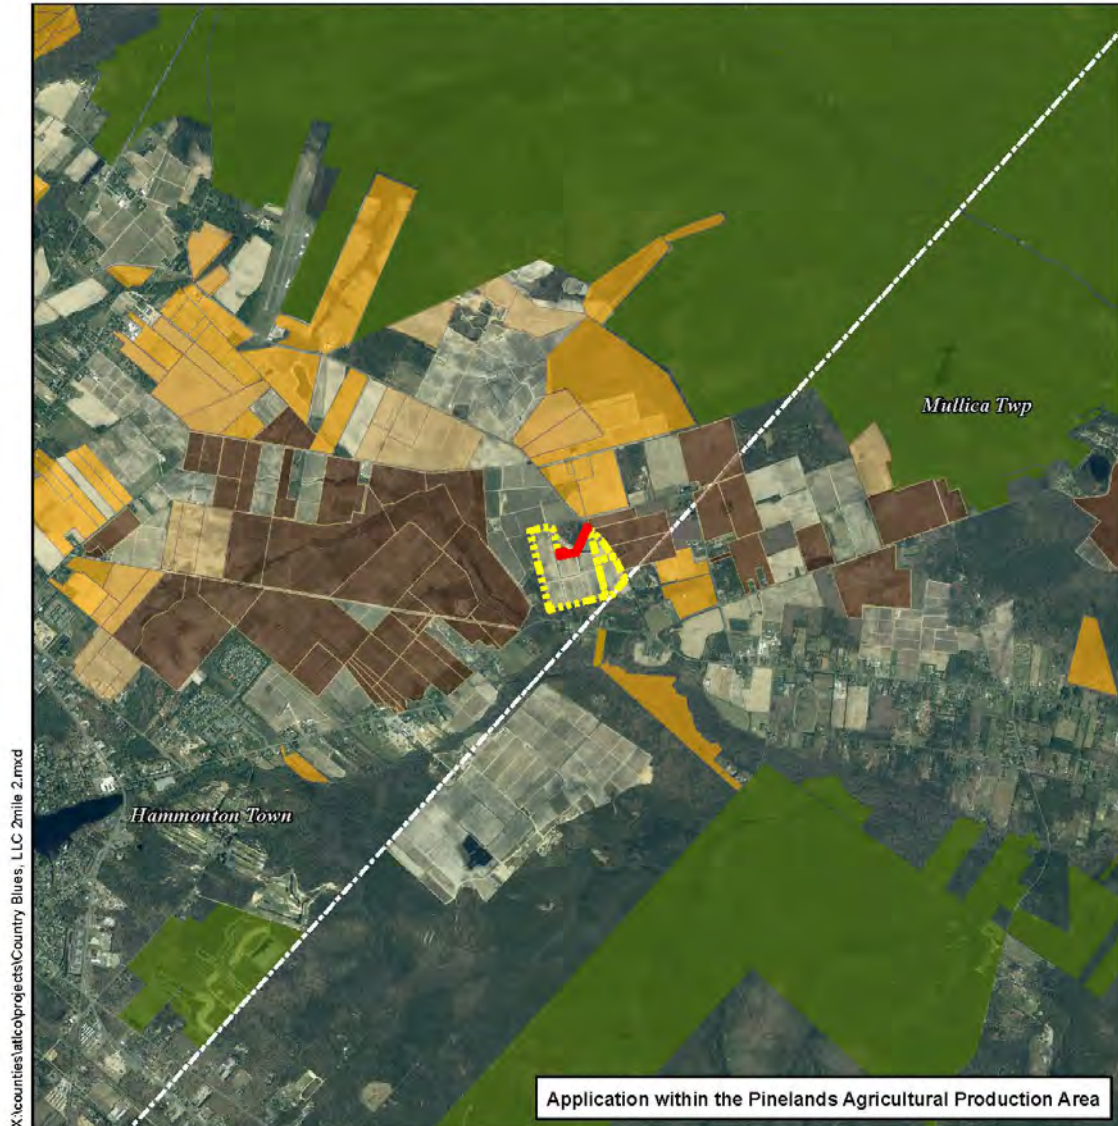 X:\counties\atlco\projects\Country Blues, LLC 2mile 2.mxd
Mullica Twp
Hammonton Town
Application within the Pinelands Agricultural Production Area